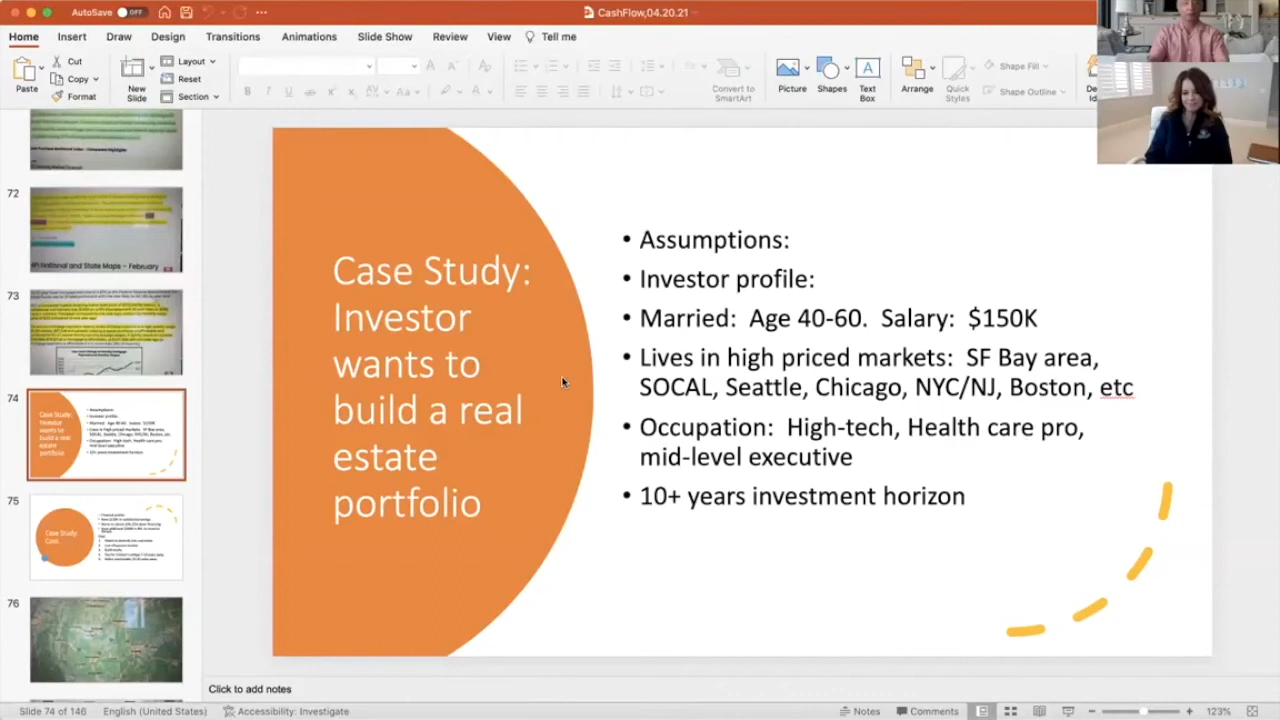 AutoSave OFF
CashFlow,04.20.21
Home Insert Draw Design Transitions Animations Slide Show Review View Tell me
Paste
Cut
Copy
Format
New
Slide
Layout
Reset
Section
Convert to
SmartArt
Picture
Shapes
Text
Box
Arrange
Quick
Styles
Shape Fill
Shape Outline
72
73
74
75
76
Case Study:
Investor
wants to
build a real
estate
portfolio
• Assumptions:
• Investor profile:
• Married: Age 40-60. Salary: $150K
• Lives in high priced markets: SF Bay area,
SOCAL, Seattle, Chicago, NYC/NJ, Boston, etc
• Occupation: High-tech, Health care pro,
mid-level executive
• 10+ years investment horizon
Click to add notes
Slide 74 of 146 English (United States) Accessibility: Investigate Notes Comments 123%